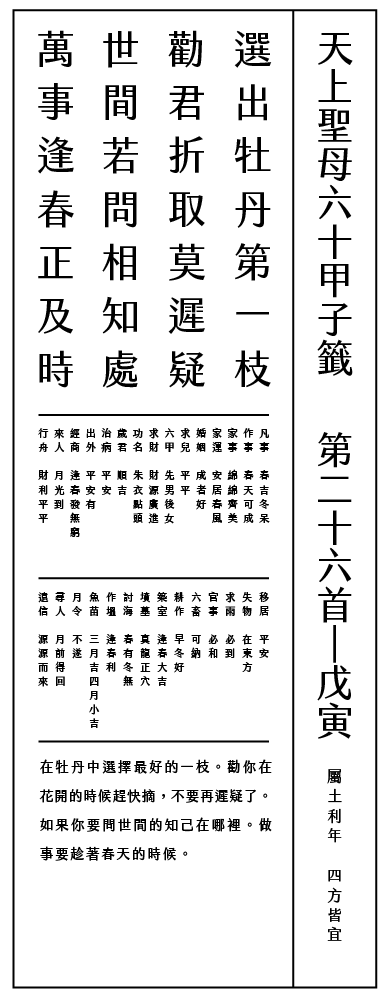 天上聖母六十甲子籤 第二十六首—戊寅
屬土利年 四方皆宜
選出牡丹第一枝
勸君折取莫遲疑
世間若問相知處
萬事逢春正及時
凡事 春吉冬呆
作事 春天可成
家事 綿綿齊美
家運 安居春風
婚姻 成者好
求兒 平平
六甲 先男後女
求財 財源廣進
功名 朱衣點頭
歲君 順吉
治病 平安
出外 平安有
經商 逢春發無窮
來人 月光到
行舟 財利平平
移居 平安
失物 在東方
求雨 必到
官事 必和
六畜 可納
耕作 早冬好
築室 逢春大吉
墳墓 真龍正穴
討海 春有冬無
作塭 逢春利
魚苗 三月吉四月小吉
月令 不遂
尋人 月前得回
遠信 源源而來
在牡丹中選擇最好的一枝。勸你在
花開的時候趕快摘，不要再遲疑了。
如果你要問世間的知己在哪裡。做
事要趁著春天的時候。